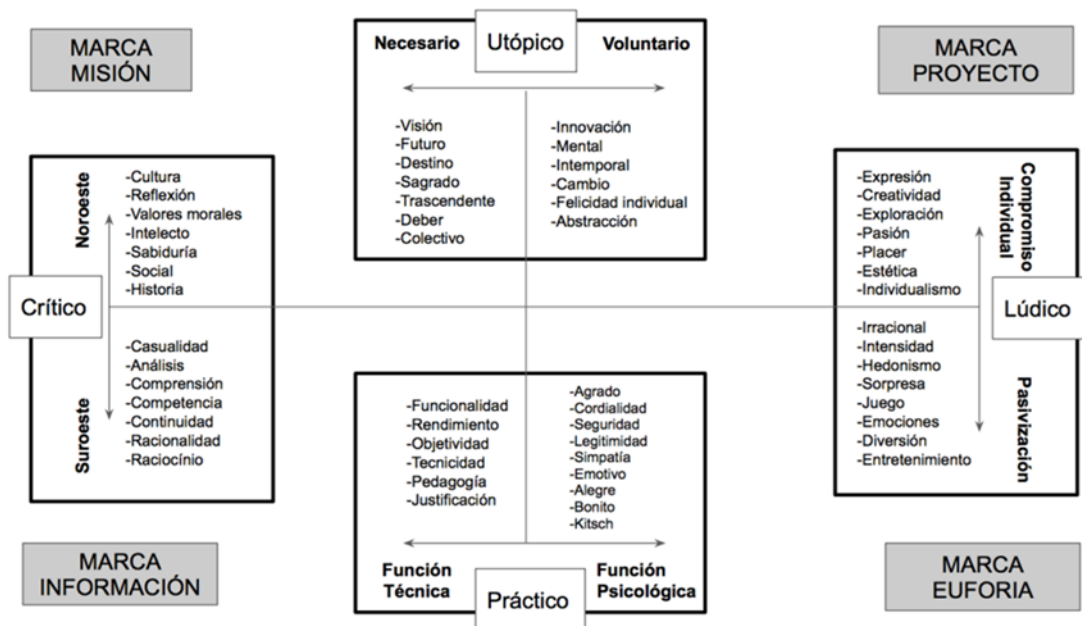 MARCA
MISIÓN
Necesario
Utópico
Voluntario
MARCA
PROYECTO
-Visión
-Futuro
-Destino
-Sagrado
-Trascendente
-Deber
-Colectivo
-Innovación
-Mental
-Intemporal
-Cambio
-Felicidad individual
-Abstracción
Noroeste
-Cultura
-Reflexión
-Valores morales
-Intelecto
-Sabiduría
-Social
-Historia
Crítico
Suroeste
-Casualidad
-Análisis
-Comprensión
-Competencia
-Continuidad
-Racionalidad
-Raciocínio
-Expresión
-Creatividad
-Exploración
-Pasión
-Placer
-Estética
-Individualismo
Compromiso
Individual
Lúdico
-Irracional
-Intensidad
-Hedonismo
-Sorpresa
-Juego
-Emociones
-Diversión
-Entretenimiento
Pasivización
-Funcionalidad
-Rendimiento
-Objetividad
-Tecnicidad
-Pedagogía
-Justificación
-Agrado
-Cordialidad
-Seguridad
-Legitimidad
-Simpatía
-Emotivo
-Alegre
-Bonito
-Kitsch
MARCA
INFORMACIÓN
Función
Técnica
Práctico
Función
Psicológica
MARCA
EUFORIA